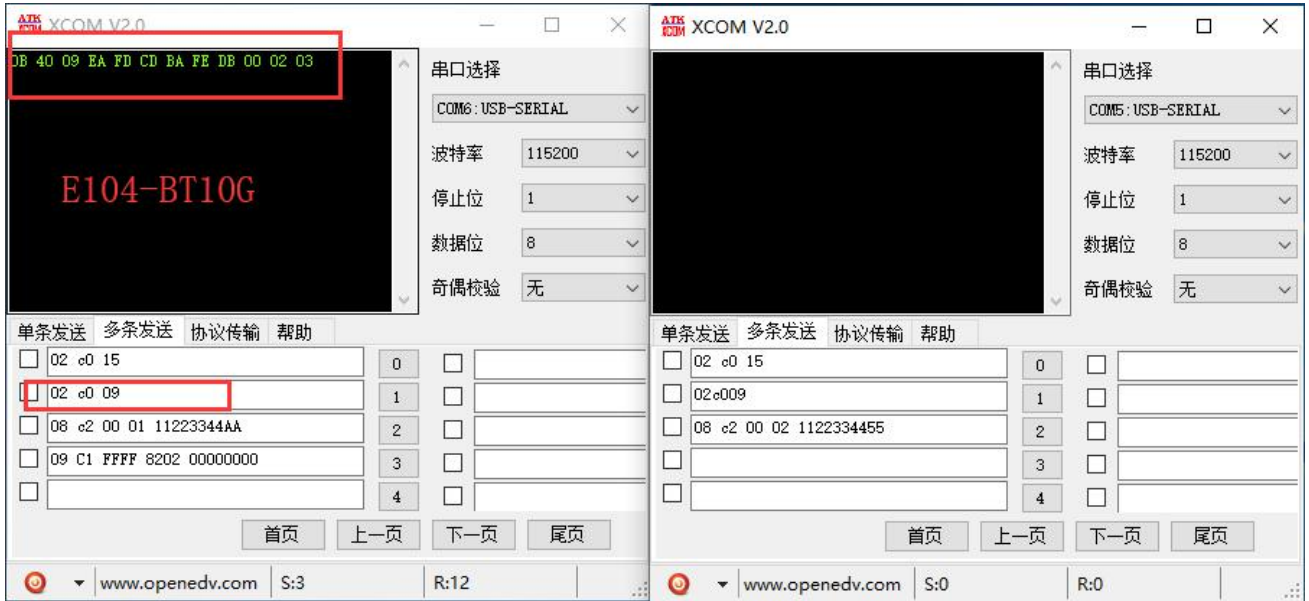 ATK XCOM XCOM V2.0
0B 40 09 EA FD CD BA FE DB 00 02 03
E104-BT10G
串口选择
COM6:USB-SERIAL
波特率 115200
停止位 1
数据位 8
奇偶校验 无
单条发送 多条发送 协议传输 帮助
02 c0 15 0
02 c0 09 1
08 c2 00 01 11223344AA 2
09 C1 FFFF 8202 00000000 3
4
首页 上一页 下一页 尾页
www.openedv.com S:3 R:12
ATK XCOM XCOM V2.0
串口选择
COM5:USB-SERIAL
波特率 115200
停止位 1
数据位 8
奇偶校验 无
单条发送 多条发送 协议传输 帮助
02 c0 15 0
02c009 1
08 c2 00 02 1122334455 2
3
4
首页 上一页 下一页 尾页
www.openedv.com S:0 R:0